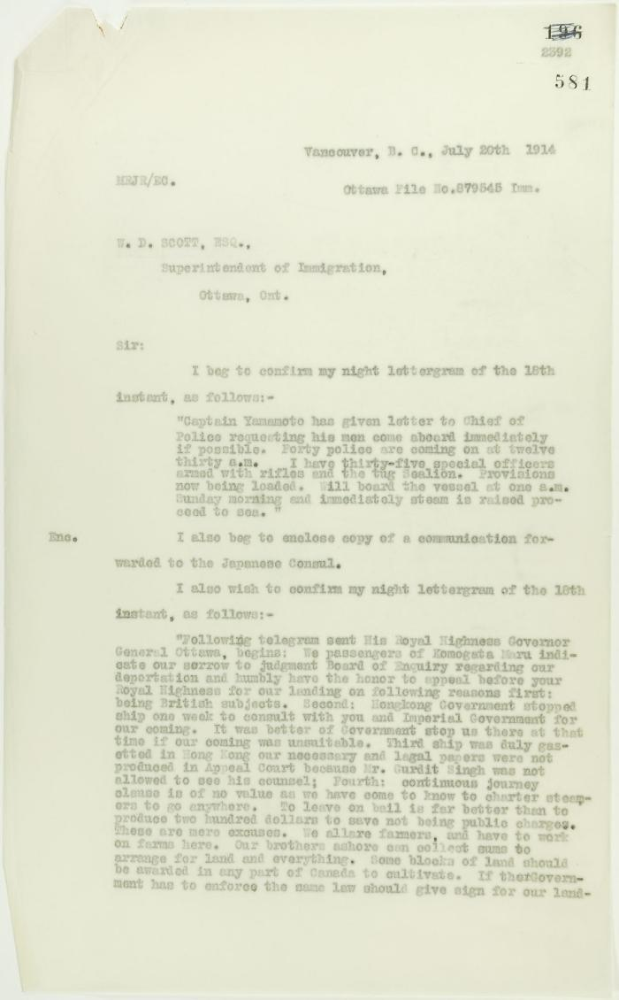 196
2392
581
Vancouver, B. C., July 20th 1914
MEJR/EC.
Ottawa File No.879545 Imm.
W. D. SCOTT, ESQ.,
Superintendent of Immigration,
Ottawa, Ont.
Sir:
I beg to confirm my night lettergram of the 18th
instant, as follows:-
"Captain Yamamoto has given letter to Chief of
Police requesting his men come aboard immediately
if possible. Forty police are coming on at twelve
thirty a.m. I have thirty-five special officers
armed with rifles and the tug Sealion. Provisions
now being loaded. Will board the vessel at one a.m.
Sunday morning and immediately steam is raised pro-
ceed to sea. "
Enc. I also beg to enclose copy of a communication for-
warded to the Japanese Consul.
I also wish to confirm my night lettergram of the 18th
instant, as follows:-
"Following telegram sent His Royal Highness Governor
General Ottawa, begins: We passengers of Komogata Maru indi-
cate our sorrow to judgment Board of Enquiry regarding our
deportation and humbly have the honor to appeal before your
Royal Highness for our landing on following reasons first:
being British subjects. Second: Hongkong Government stopped
ship one week to consult with you and Imperial Government for
our coming. It was better of Government stop us there at that
time if our coming was unsuitable. Third ship was duly gas-
etted in Hong Kong our necessary and lagal papers were not
produced in Appeal Court because Mr. Gurdit Singh was not
allowed to see his counsel; Fourth: continuous journey
clause is of no value as we have come to know to charter steam-
ers to go anywhere. To leave on bail is far better than to
produce two hundred dollars to save not being public charges.
These are mere excuses. We allare farmers, and have to work
on farms here. Our brothers ashore can collect sums to
arrange for land and everything. Some blocks of land should
be awarded in any part of Canada to cultivate. If therGovern-
ment has to enforce the same law should give sign for our land-